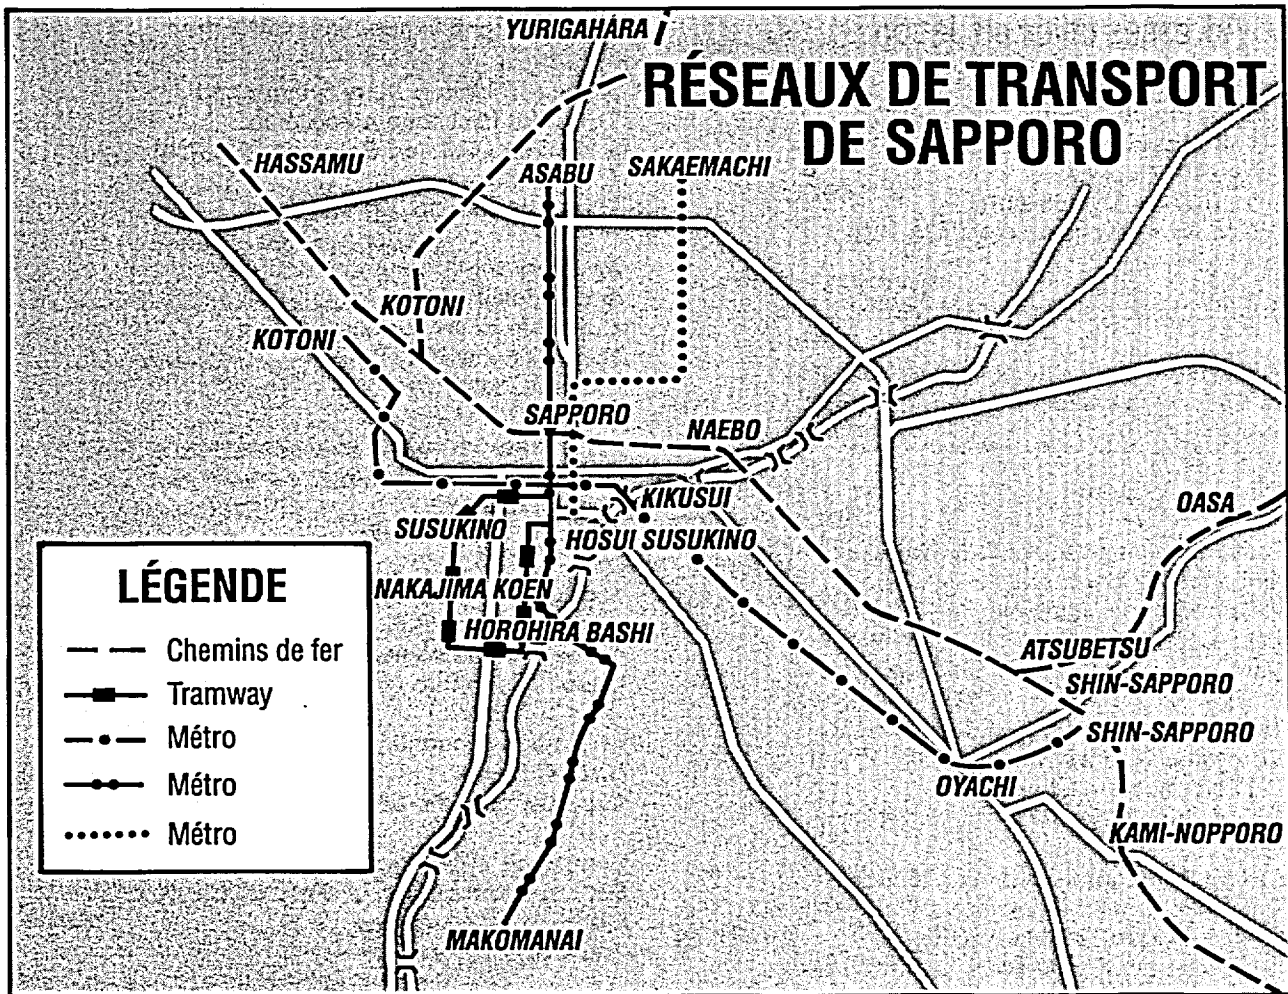 YURIGAHARA
RÉSEAUX DE TRANSPORT
DE SAPPORO
HASSAMU
ASABU
SAKAEMACHI
KOTONI
KOTONI
SAPPORO
NAEBO
KIKUSUI
OASA
SUSUKINO
HOSUI SUSUKINO
NAKAJIMA KOEN
HOROHIRA BASHI
ATSUBETSU
SHIN-SAPPORO
SHIN-SAPPORO
OYACHI
KAMI-NOPPORO
MAKOMANAI
LÉGENDE
Chemins de fer
Tramway
Métro
Métro
Métro